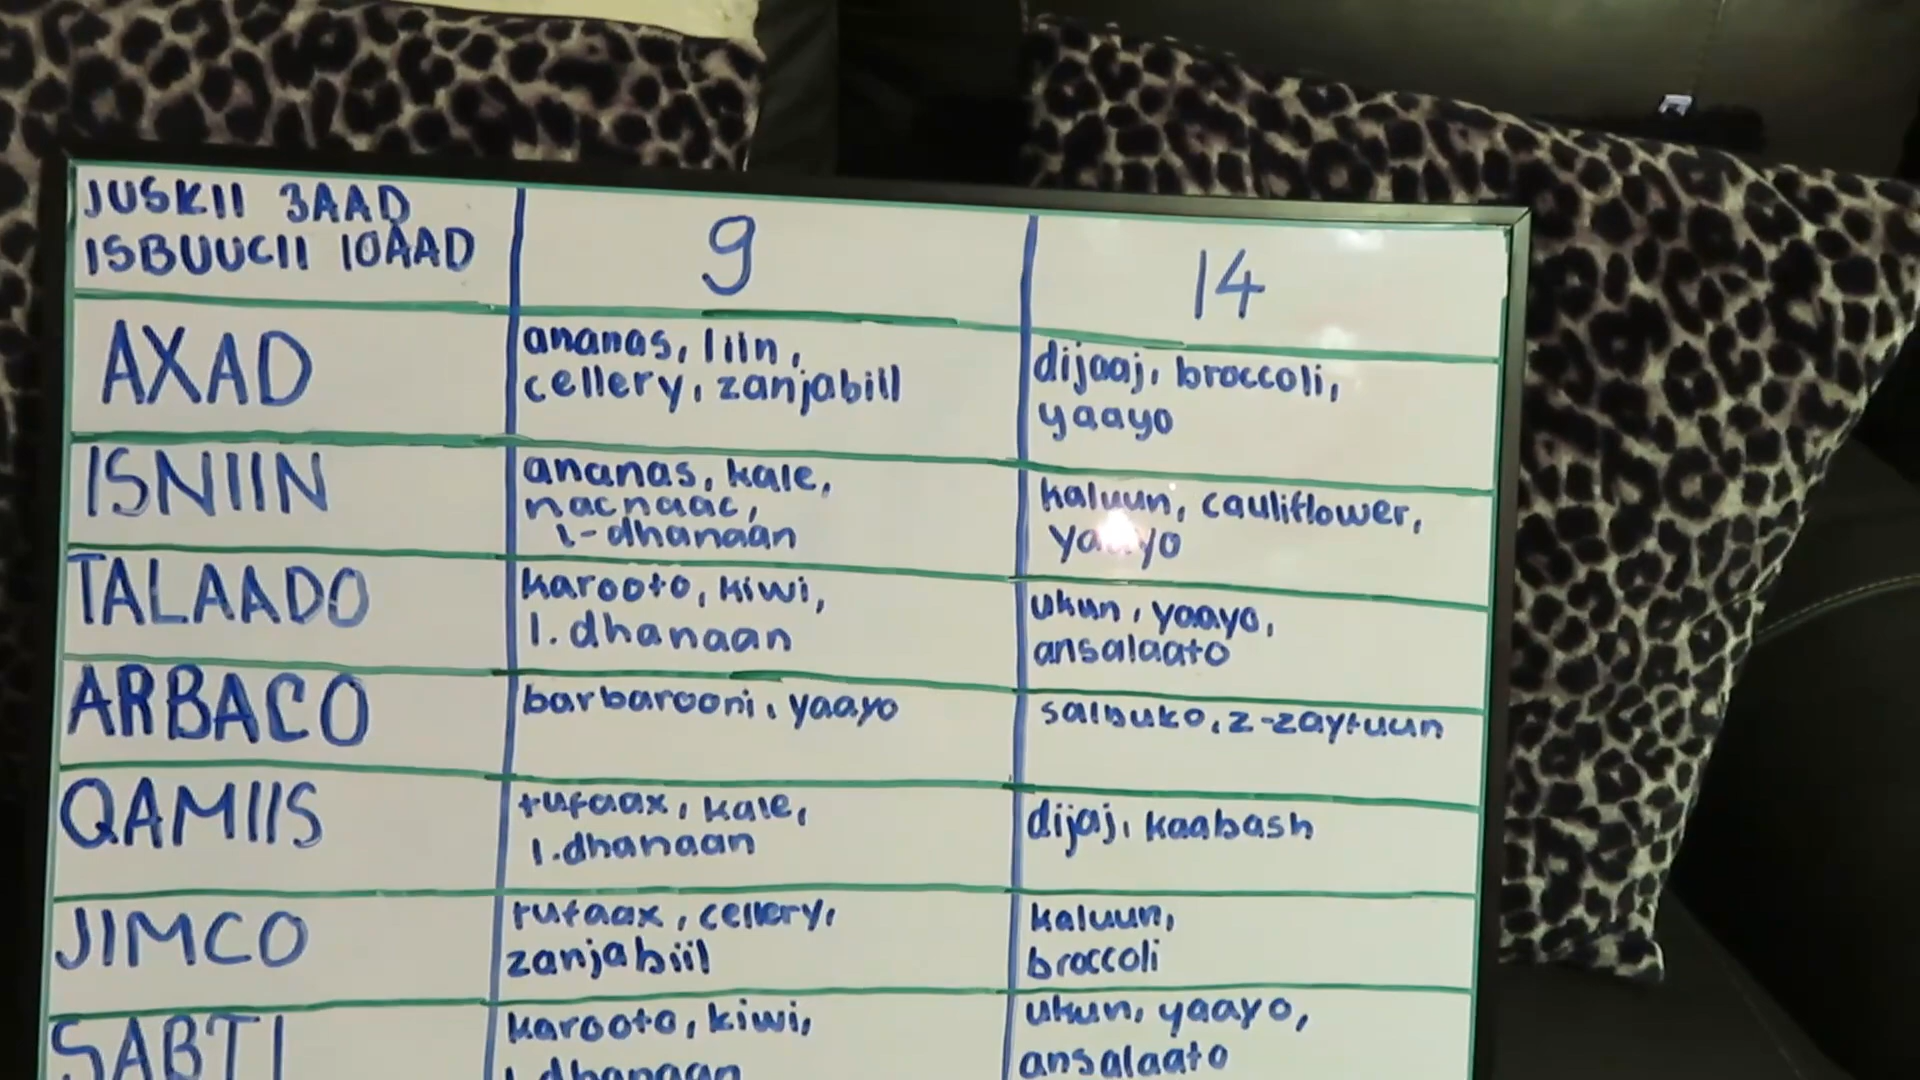 JUSKII 3AAD
ISBUUCII 10AAD
9
14
AXAD
ananas, liin,
cellery, zanjabiil
dijaaj, broccoli,
yaayo
ISNIIN
ananas, kale,
nacnaac,
l-dhanaan
kaluun, cauliflower,
yaayo
TALAADO
karooto, kiwi,
l.dhanaan
ukun, yaayo,
ansalaato
ARBACO
barbarooni, yaayo
salbuko, z-zaytuun
QAMIIS
tufaax, kale,
l.dhanaan
dijaj, kaabash
JIMCO
tufaax, cellery,
zanjabiil
kaluun,
broccoli
SABTI
karooto, kiwi,
l.dhanaan
ukun, yaayo,
ansalaato